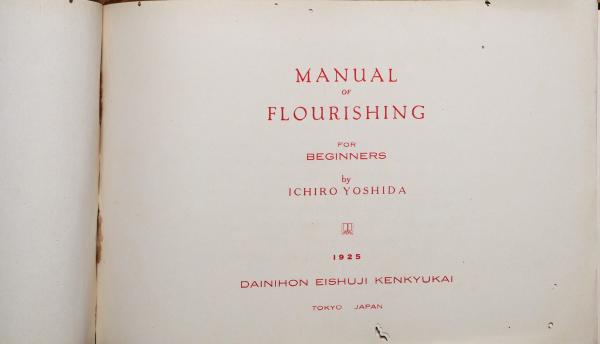 MANUAL
OF
FLOURISHING
FOR
BEGINNERS
by
ICHIRO YOSHIDA
1925
DAINIHON EISHUJI KENKYUKAI
TOKYO JAPAN